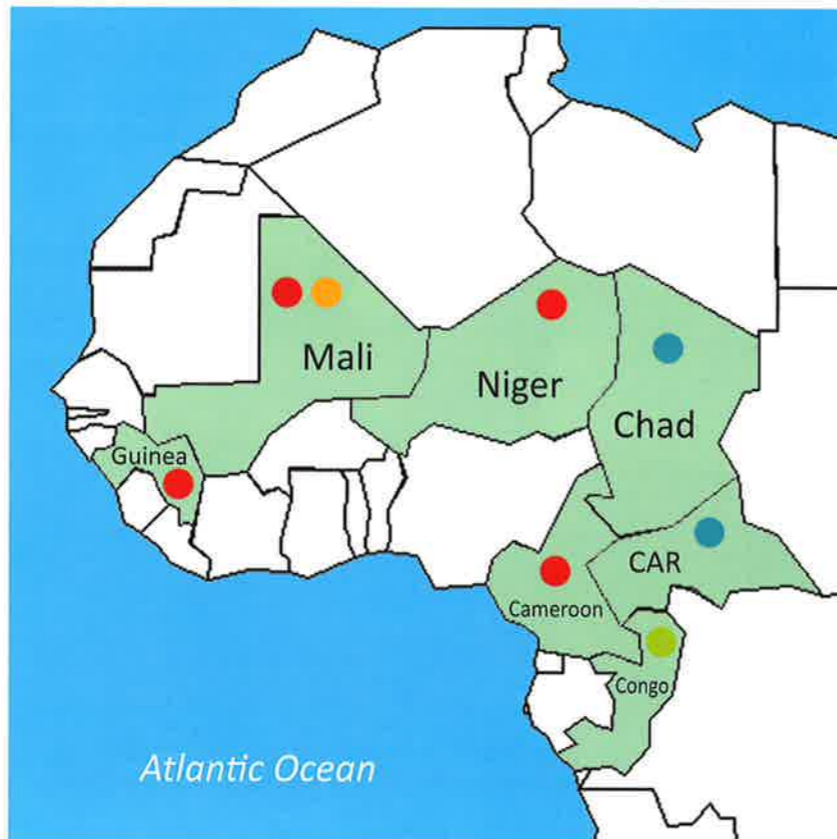 Mali
Niger
Chad
Guinea
CAR
Cameroon
Congo
Atlantic Ocean